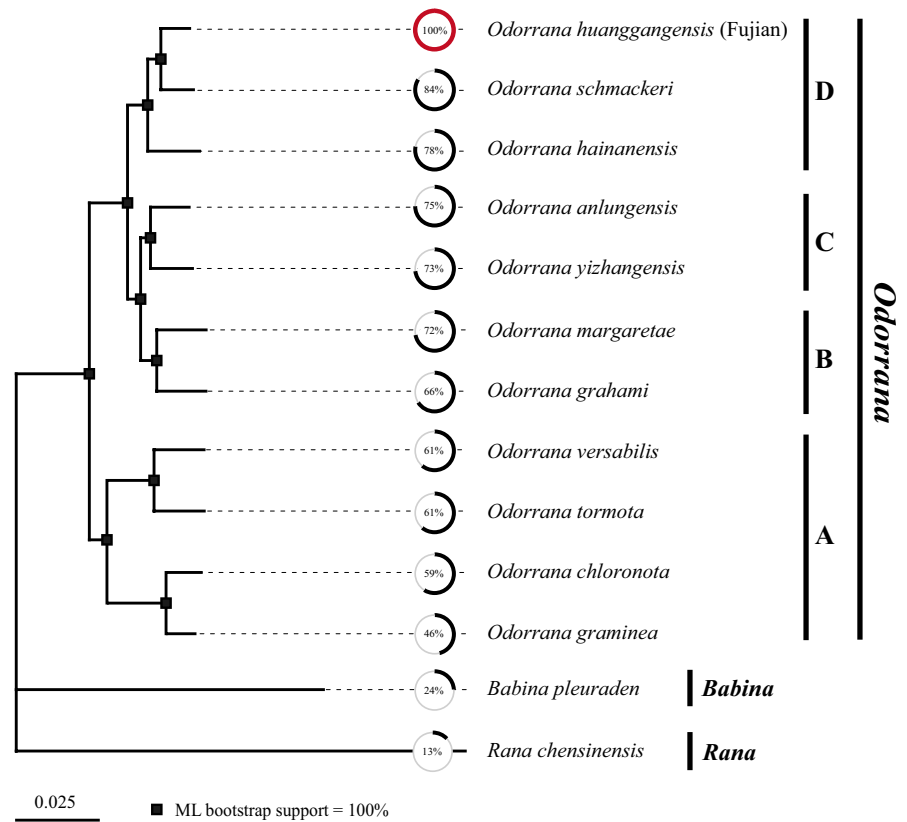 100% Odorrana huanggangensis (Fujian)
84% Odorrana schmackeri
D
78% Odorrana hainanensis
75% Odorrana anlungensis
C
73% Odorrana yizhangensis
72% Odorrana margaretae
B
66% Odorrana grahami
Odorrana
61% Odorrana versabilis
61% Odorrana tormota
A
59% Odorrana chloronota
46% Odorrana graminea
24% Babina pleuraden Babina
13% Rana chensinensis Rana
0.025
ML bootstrap support = 100%